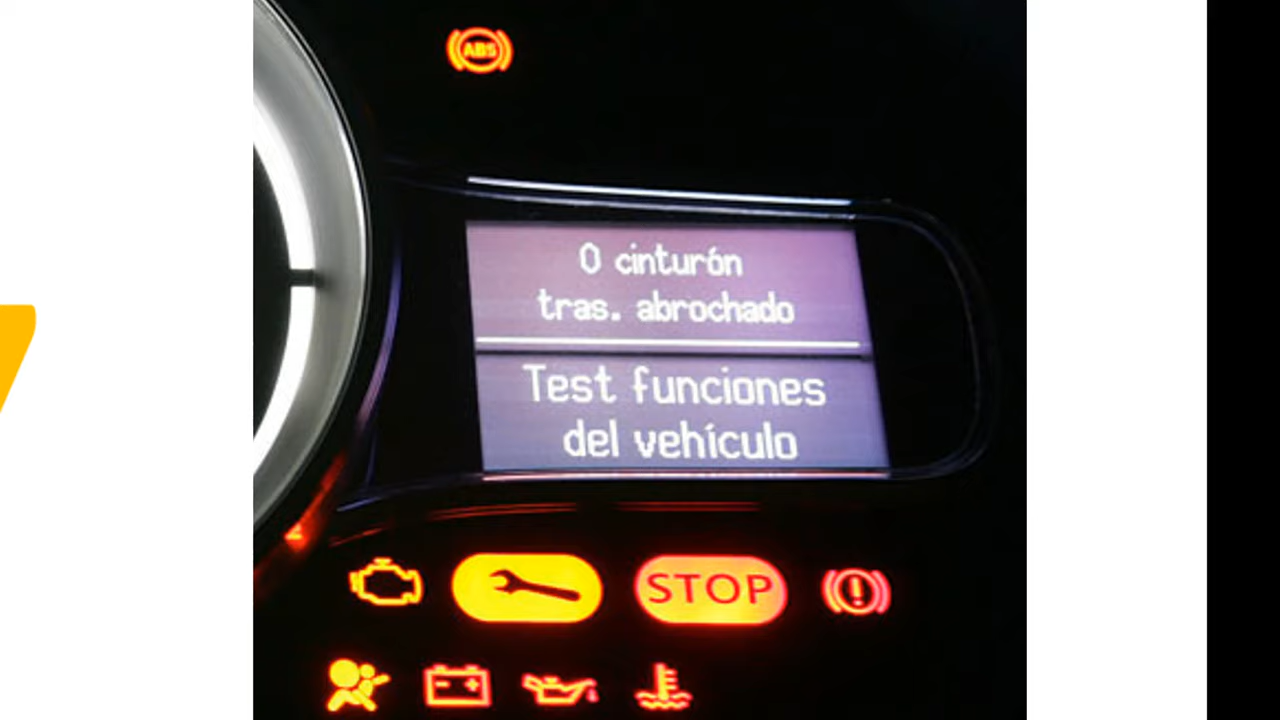 ABS
0 cinturón
tras. abrochado
Test funciones
del vehículo
STOP